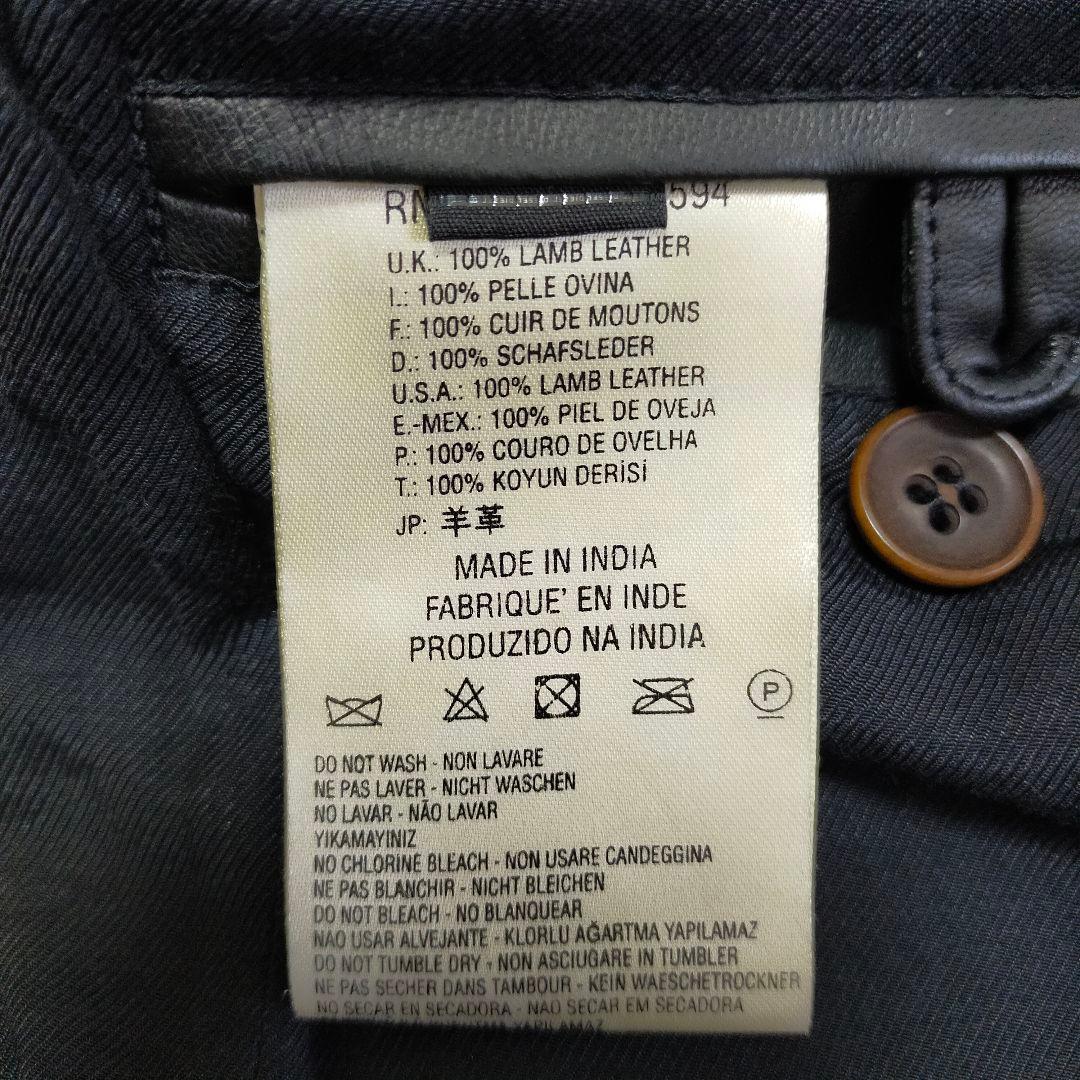 594
U.K.: 100% LAMB LEATHER
I.: 100% PELLE OVINA
F.: 100% CUIR DE MOUTONS
D.: 100% SCHAFSLEDER
U.S.A.: 100% LAMB LEATHER
E.-MEX.: 100% PIEL DE OVEJA
P.: 100% COURO DE OVELHA
T.: 100% KOYUN DERİSİ
JP: 羊革
MADE IN INDIA
FABRIQUE' EN INDE
PRODUZIDO NA INDIA
P
DO NOT WASH - NON LAVARE
NE PAS LAVER - NICHT WASCHEN
NO LAVAR - NÃO LAVAR
YIKAMAYINIZ
NO CHLORINE BLEACH - NON USARE CANDEGGINA
NE PAS BLANCHIR - NICHT BLEICHEN
DO NOT BLEACH - NO BLANQUEAR
NAO USAR ALVEJANTE - KLORLU AĞARTMA YAPILAMAZ
DO NOT TUMBLE DRY - NON ASCIUGARE IN TUMBLER
NE PAS SECHER DANS TAMBOUR - KEIN WAESCHETROCKNER
NO SECAR EN SECADORA - NAO SECAR EM SECADORA
YAPILAMAZ